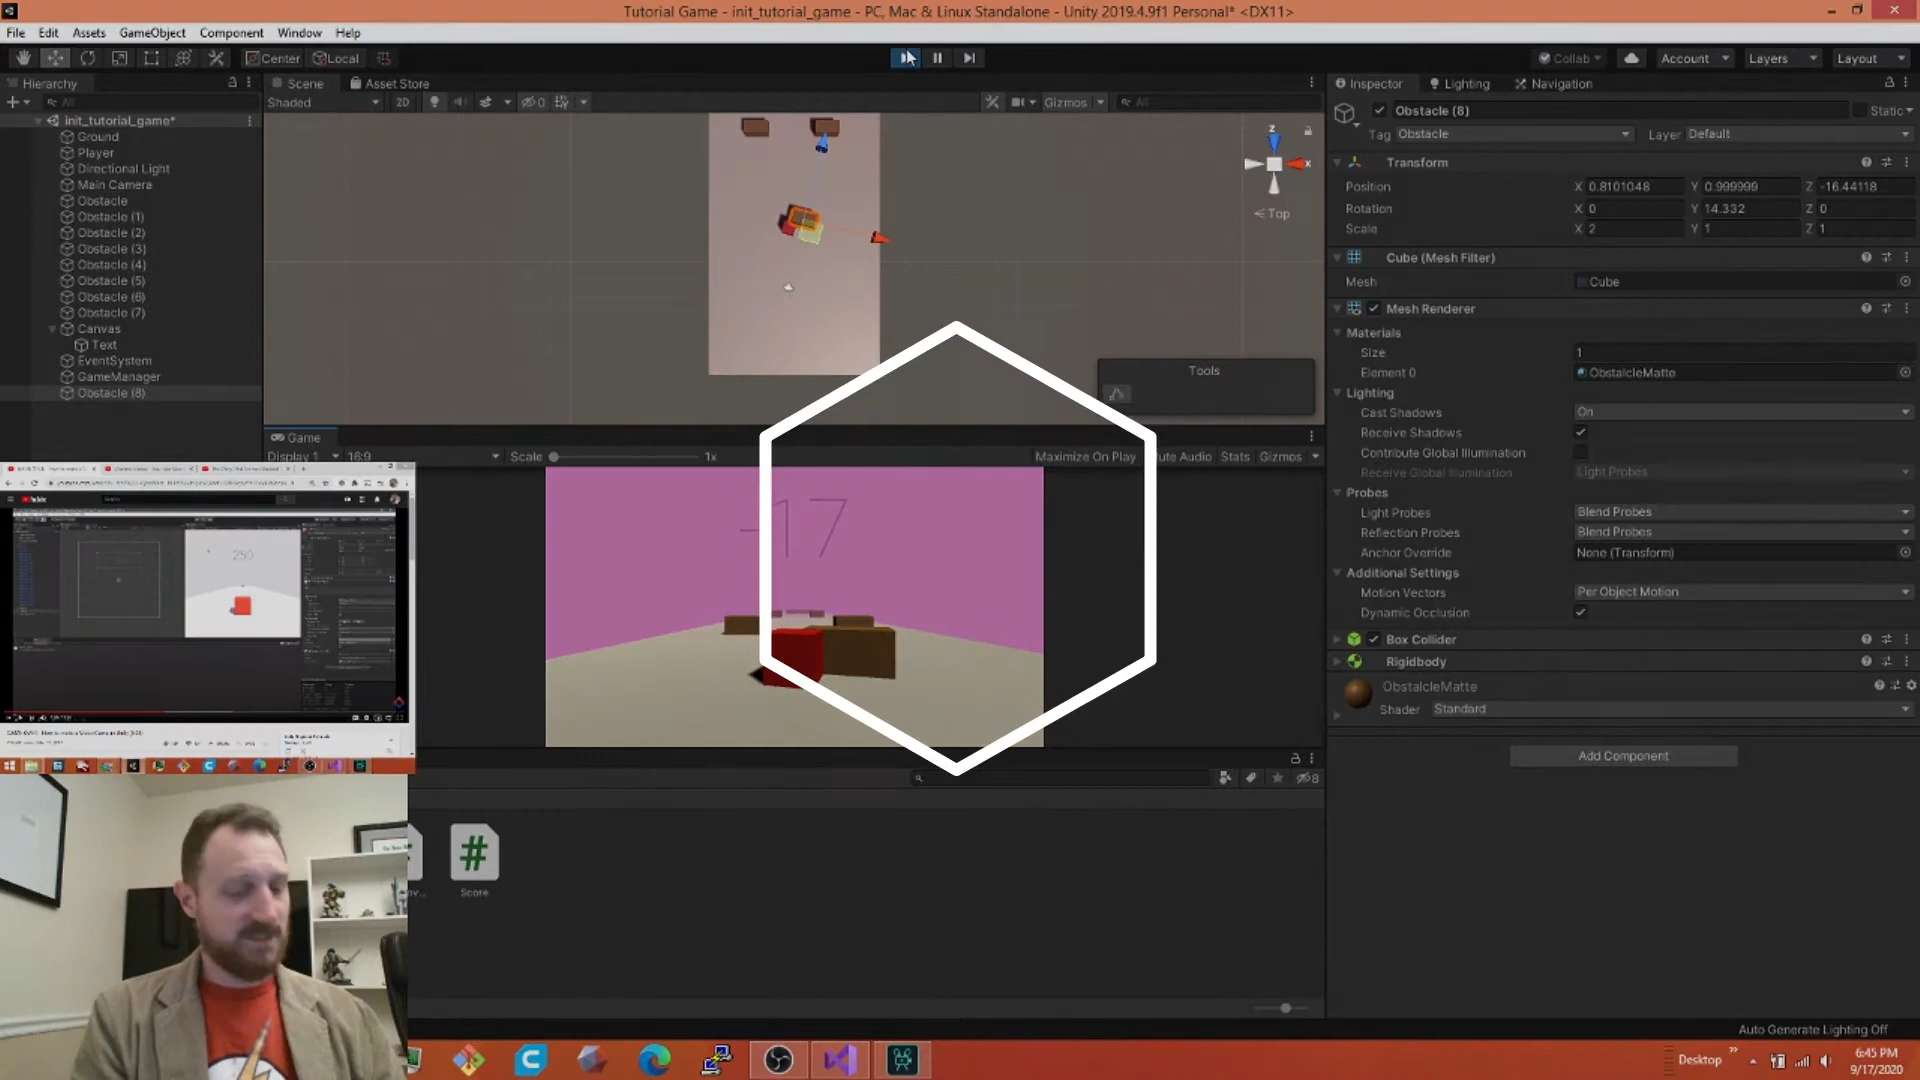 Tutorial Game - init_tutorial_game - PC, Mac & Linux Standalone - Unity 2019.4.9f1 Personal* <DX11>
File Edit Assets GameObject Component Window Help
Center Local Collab Account Layers Layout
Hierarchy
All
init_tutorial_game*
Ground
Player
Directional Light
Main Camera
Obstacle
Obstacle (1)
Obstacle (2)
Obstacle (3)
Obstacle (4)
Obstacle (5)
Obstacle (6)
Obstacle (7)
Canvas
Text
EventSystem
GameManager
Obstacle (8)
Scene Asset Store
Shaded 2D 0 Gizmos All
z
x
Top
Tools
Game
Display 1 16:9 Scale 1x Maximize On Play Mute Audio Stats Gizmos
-17
250
8
Score
Inspector Lighting Navigation
Obstacle (8) Static
Tag Obstacle Layer Default
Transform
Position X 0.8101048 Y 0.999999 Z -16.44118
Rotation X 0 Y 14.332 Z 0
Scale X 2 Y 1 Z 1
Cube (Mesh Filter)
Mesh Cube
Mesh Renderer
Materials
Size 1
Element 0 ObstalcleMatte
Lighting
Cast Shadows On
Receive Shadows
Contribute Global Illumination
Receive Global Illumination Light Probes
Probes
Light Probes Blend Probes
Reflection Probes Blend Probes
Anchor Override None (Transform)
Additional Settings
Motion Vectors Per Object Motion
Dynamic Occlusion
Box Collider
Rigidbody
ObstalcleMatte
Shader Standard
Add Component
Auto Generate Lighting Off
Desktop
6:45 PM
9/17/2020